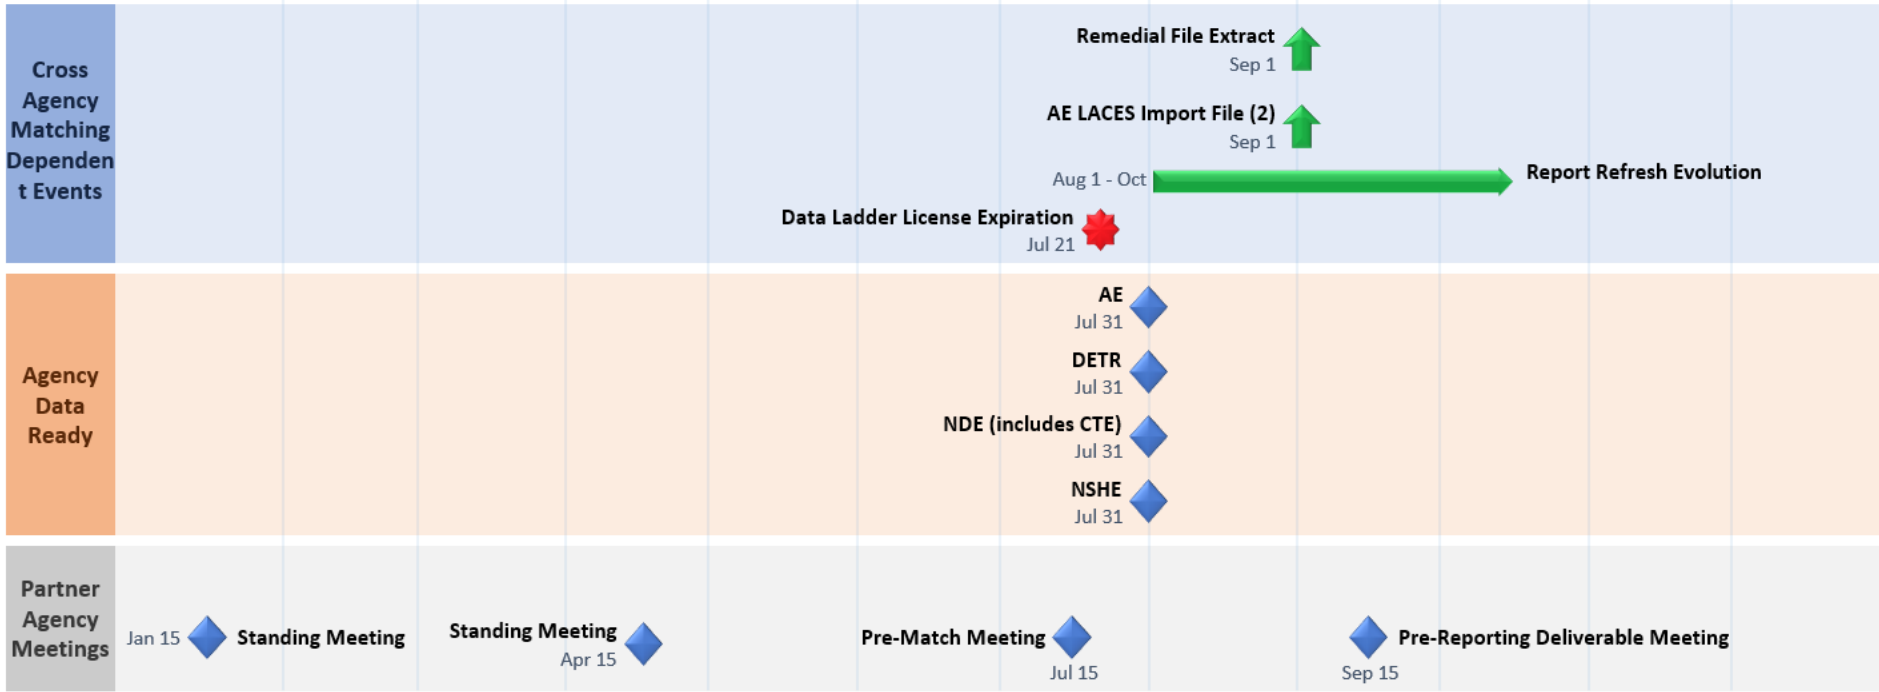 Cross
Agency
Matching
Dependen
t Events
Remedial File Extract
Sep 1
AE LACES Import File (2)
Sep 1
Aug 1 - Oct
Report Refresh Evolution
Data Ladder License Expiration
Jul 21
Agency
Data
Ready
AE
Jul 31
DETR
Jul 31
NDE (includes CTE)
Jul 31
NSHE
Jul 31
Partner
Agency
Meetings
Jan 15
Standing Meeting
Standing Meeting
Apr 15
Pre-Match Meeting
Jul 15
Pre-Reporting Deliverable Meeting
Sep 15